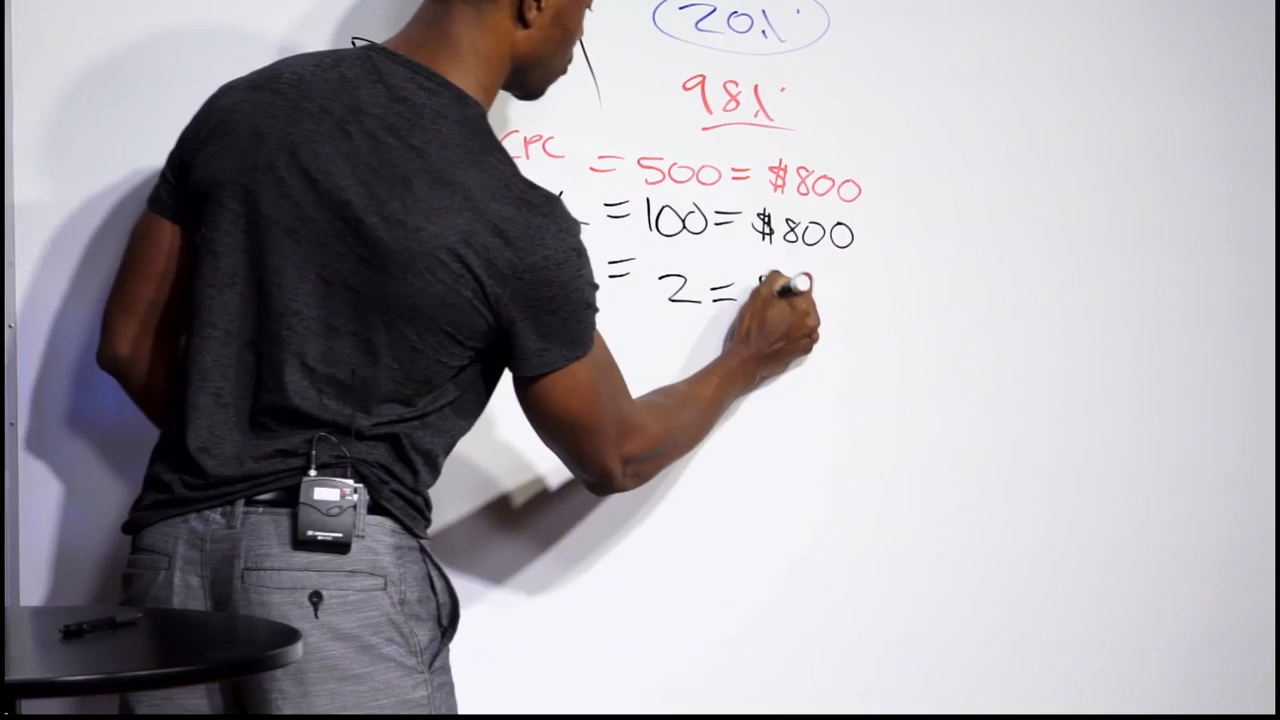 20%
98%
CPC = 500 = $800
= 100 = $800
= 2 =